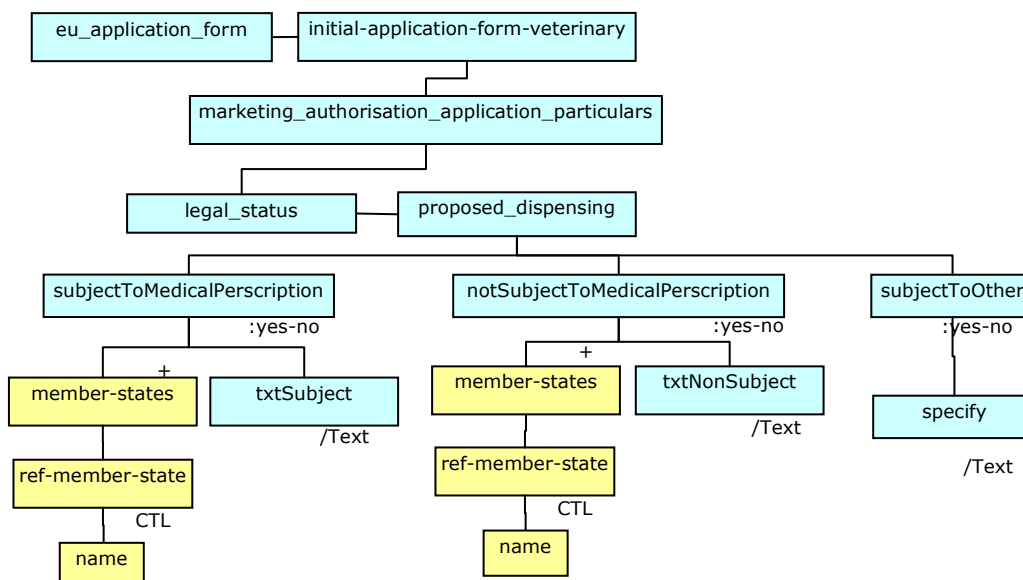 eu_application_form
initial-application-form-veterinary
marketing_authorisation_application_particulars
legal_status
proposed_dispensing
subjectToMedicalPerscription
notSubjectToMedicalPerscription
subjectToOther
:yes-no
:yes-no
:yes-no
+
+
member-states
txtSubject
member-states
txtNonSubject
specify
/Text
/Text
/Text
ref-member-state
ref-member-state
CTL
CTL
name
name